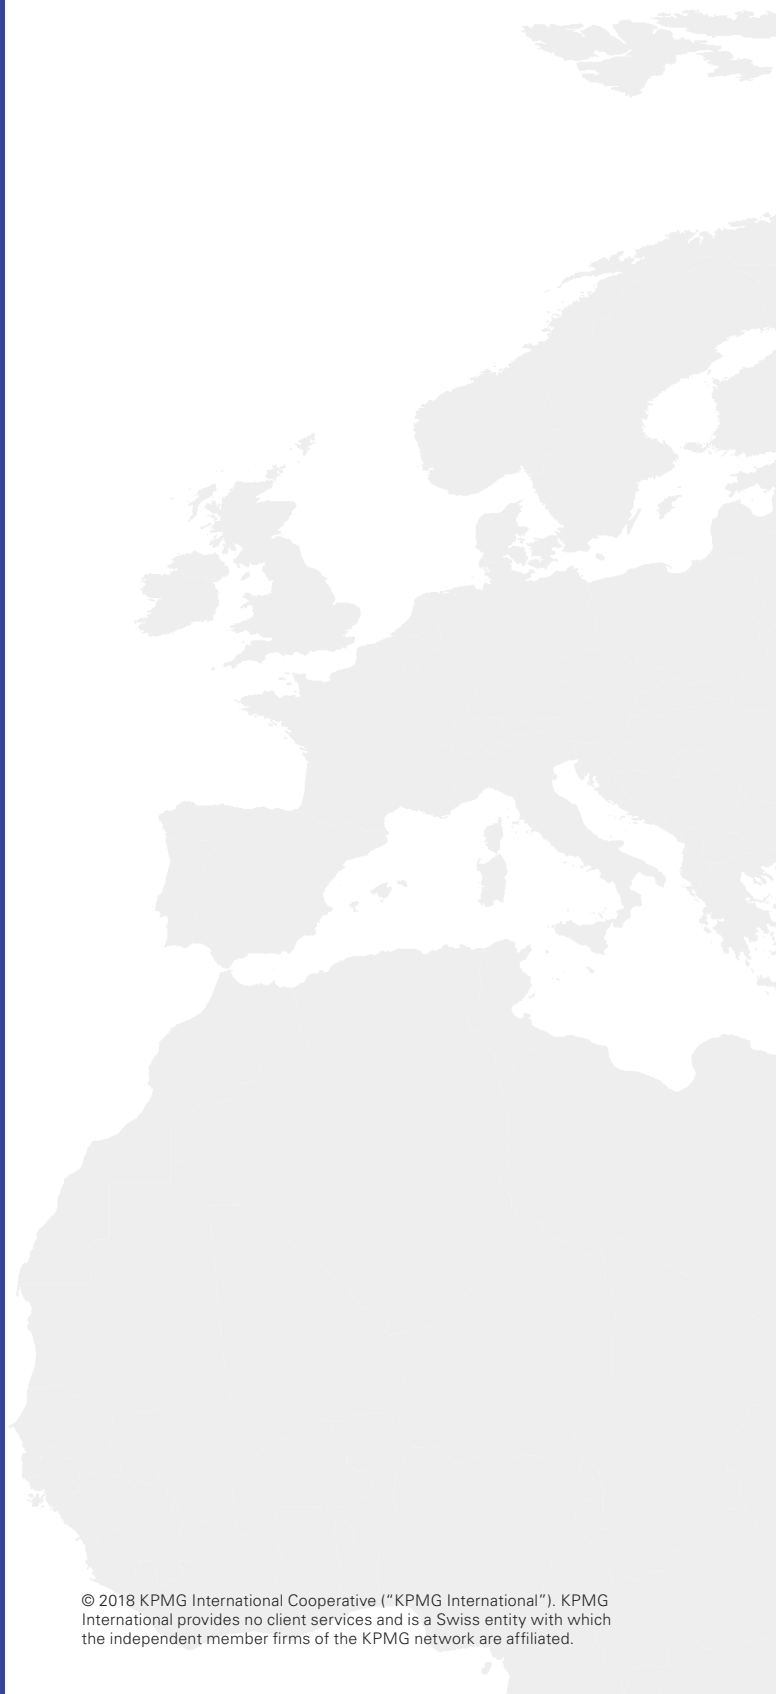 © 2018 KPMG International Cooperative (“KPMG International”). KPMG
International provides no client services and is a Swiss entity with which
the independent member firms of the KPMG network are affiliated.